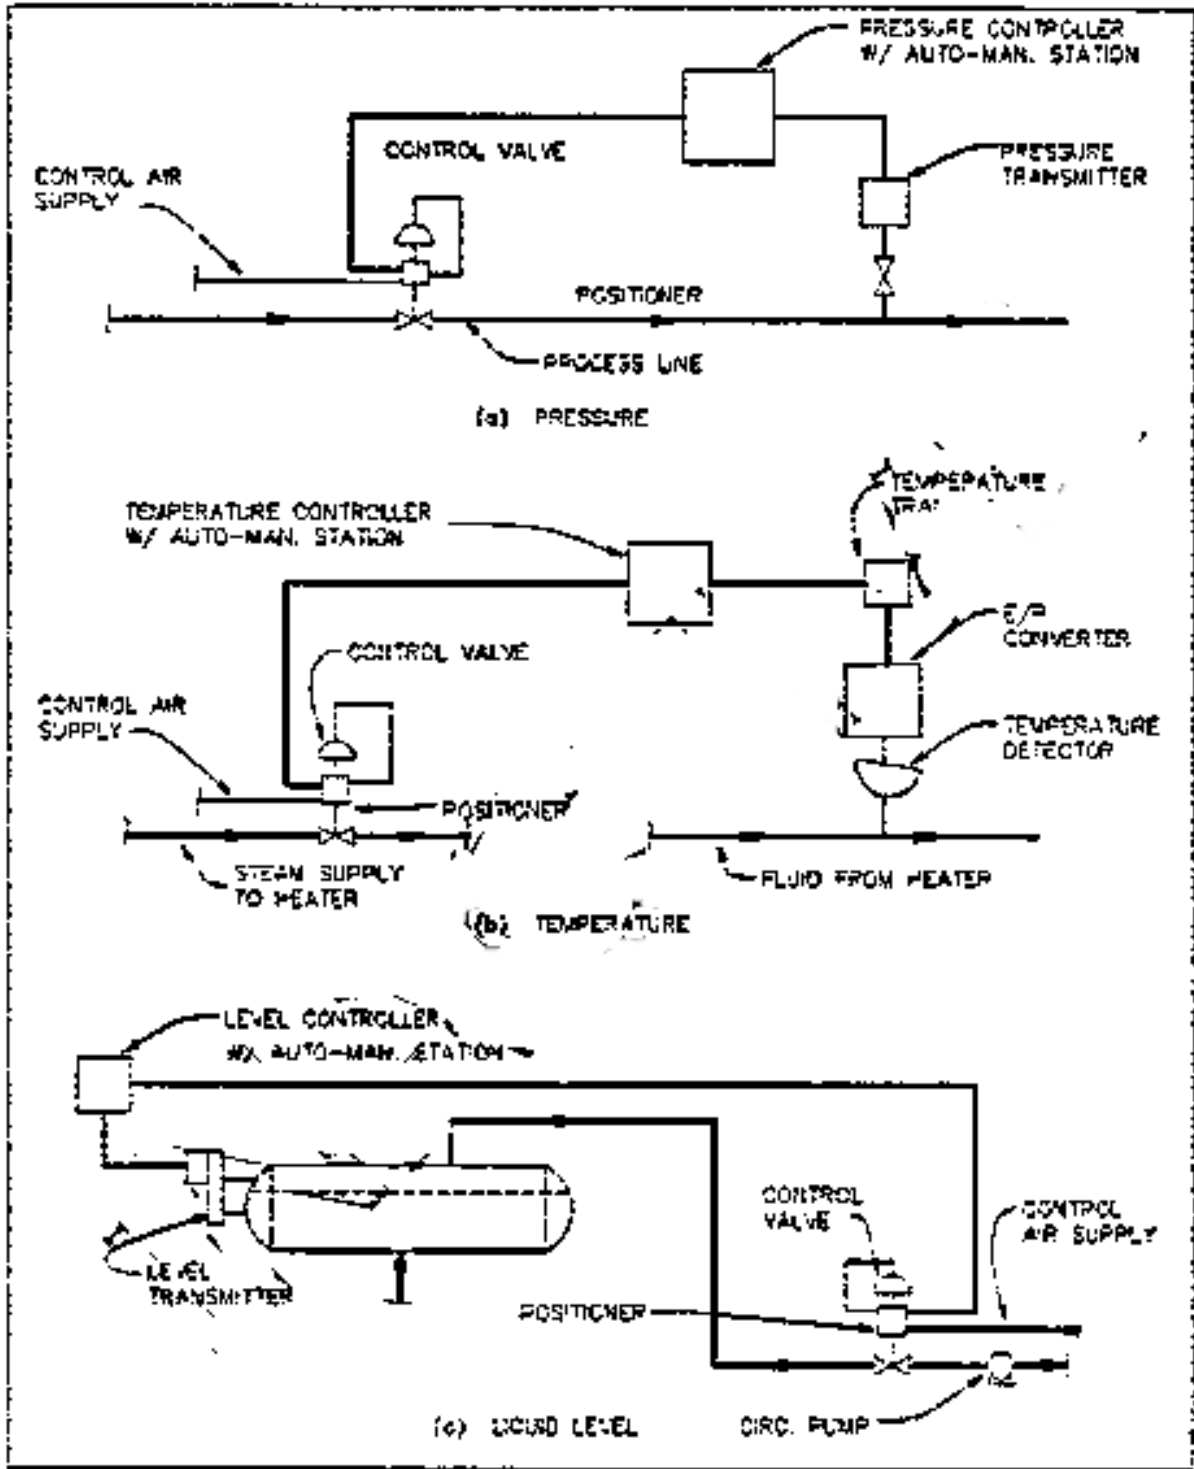 PRESSURE CONTROLLER
W/ AUTO-MAN. STATION
CONTROL VALVE
PRESSURE
TRANSMITTER
CONTROL AIR
SUPPLY
POSITIONER
PROCESS LINE
(a) PRESSURE
TEMPERATURE
TRA
TEMPERATURE CONTROLLER
W/ AUTO-MAN. STATION
E/P
CONVERTER
CONTROL VALVE
CONTROL AIR
SUPPLY
TEMPERATURE
DETECTOR
POSITIONER
STEAM SUPPLY
TO HEATER
FLUID FROM HEATER
(b) TEMPERATURE
LEVEL CONTROLLER
W/ AUTO-MAN. STATION
CONTROL
VALVE
CONTROL
AIR SUPPLY
LEVEL
TRANSMITTER
POSITIONER
(c) LIQUID LEVEL
CIRC. PUMP